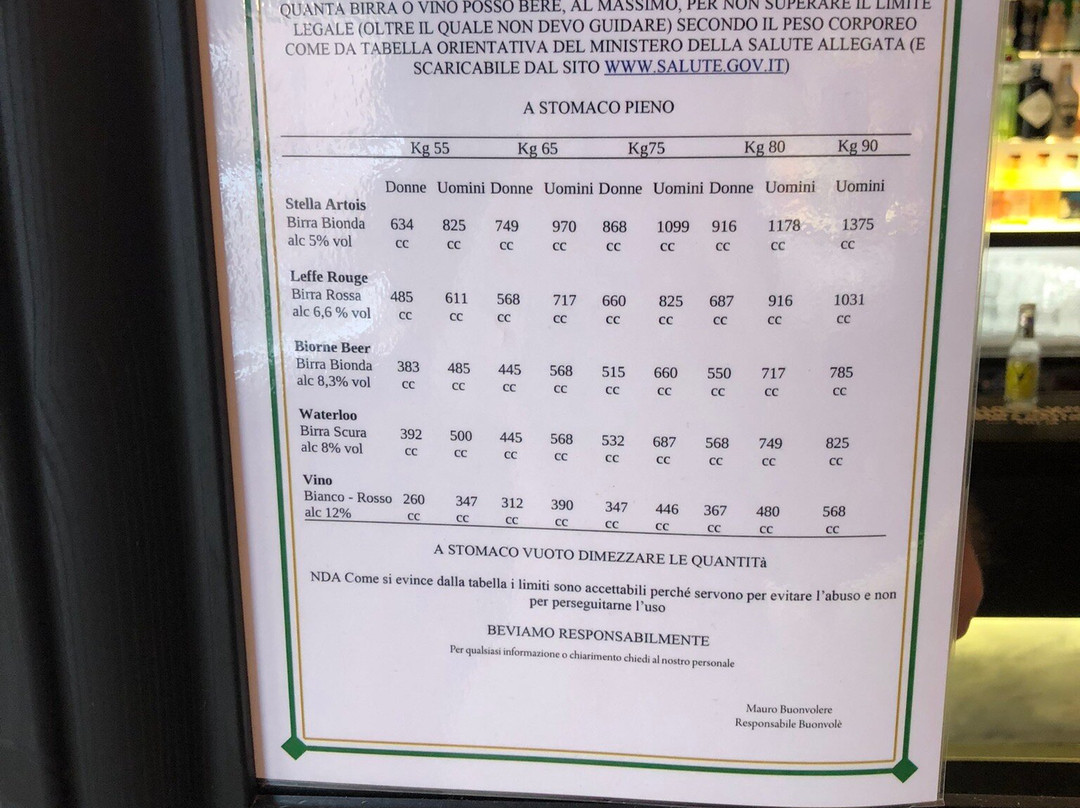 QUANTA BIRRA O VINO POSSO BERE, AL MASSIMO, PER NON SUPERARE IL LIMITE
LEGALE (OLTRE IL QUALE NON DEVO GUIDARE) SECONDO IL PESO CORPOREO
COME DA TABELLA ORIENTATIVA DEL MINISTERO DELLA SALUTE ALLEGATA (E
SCARICABILE DAL SITO WWW.SALUTE.GOV.IT)
A STOMACO PIENO
Kg 55 Kg 65 Kg75 Kg 80 Kg 90
Donne Uomini Donne Uomini Donne Uomini Donne Uomini Uomini
Stella Artois
Birra Bionda 634 825 749 970 868 1099 916 1178 1375
alc 5% vol cc cc cc cc cc cc cc cc cc
Leffe Rouge
Birra Rossa 485 611 568 717 660 825 687 916 1031
alc 6,6 % vol cc cc cc cc cc cc cc cc cc
Biorne Beer
Birra Bionda 383 485 445 568 515 660 550 717 785
alc 8,3% vol cc cc cc cc cc cc cc cc cc
Waterloo
Birra Scura 392 500 445 568 532 687 568 749 825
alc 8% vol cc cc cc cc cc cc cc cc cc
Vino
Bianco - Rosso 260 347 312 390 347 446 367 480 568
alc 12% cc cc cc cc cc cc cc cc cc
A STOMACO VUOTO DIMEZZARE LE QUANTITà
NDA Come si evince dalla tabella i limiti sono accettabili perché servono per evitare l'abuso e non
per perseguitarne l'uso
BEVIAMO RESPONSABILMENTE
Per qualsiasi informazione o chiarimento chiedi al nostro personale
Mauro Buonvolere
Responsabile Buonvolè